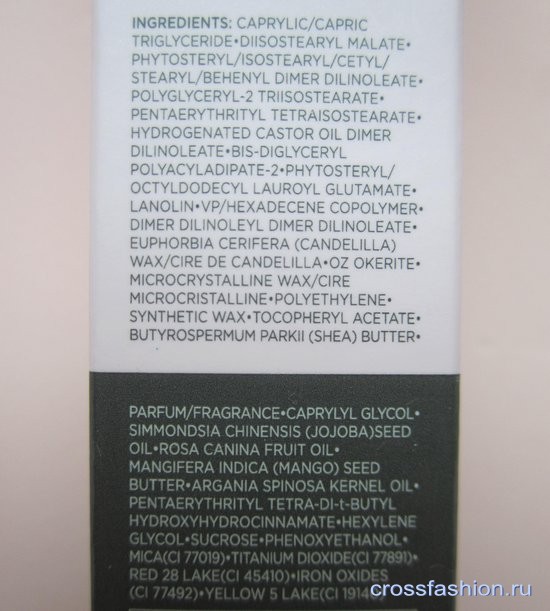 INGREDIENTS: CAPRYLIC/CAPRIC
TRIGLYCERIDE•DIISOSTEARYL MALATE•
PHYTOSTERYL/ISOSTEARYL/CETYL/
STEARYL/BEHENYL DIMER DILINOLEATE•
POLYGLYCERYL-2 TRIISOSTEARATE•
PENTAERYTHRITYL TETRAISOSTEARATE•
HYDROGENATED CASTOR OIL DIMER
DILINOLEATE•BIS-DIGLYCERYL
POLYACYLADIPATE-2•PHYTOSTERYL/
OCTYLDODECYL LAUROYL GLUTAMATE•
LANOLIN•VP/HEXADECENE COPOLYMER•
DIMER DILINOLEYL DIMER DILINOLEATE•
EUPHORBIA CERIFERA (CANDELILLA)
WAX/CIRE DE CANDELILLA•OZOKERITE•
MICROCRYSTALLINE WAX/CIRE
MICROCRISTALLINE•POLYETHYLENE•
SYNTHETIC WAX•TOCOPHERYL ACETATE•
BUTYROSPERMUM PARKII (SHEA) BUTTER•
PARFUM/FRAGRANCE•CAPRYLYL GLYCOL•
SIMMONDSIA CHINENSIS (JOJOBA)SEED
OIL•ROSA CANINA FRUIT OIL•
MANGIFERA INDICA (MANGO) SEED
BUTTER•ARGANIA SPINOSA KERNEL OIL•
PENTAERYTHRITYL TETRA-DI-t-BUTYL
HYDROXYHYDROCINNAMATE•HEXYLENE
GLYCOL•SUCROSE•PHENOXYETHANOL•
MICA(CI 77019)•TITANIUM DIOXIDE(CI 77891)•
RED 28 LAKE(CI 45410)•IRON OXIDES
(CI 77492)•YELLOW 5 LAKE(CI 19140)
crossfashion.ru